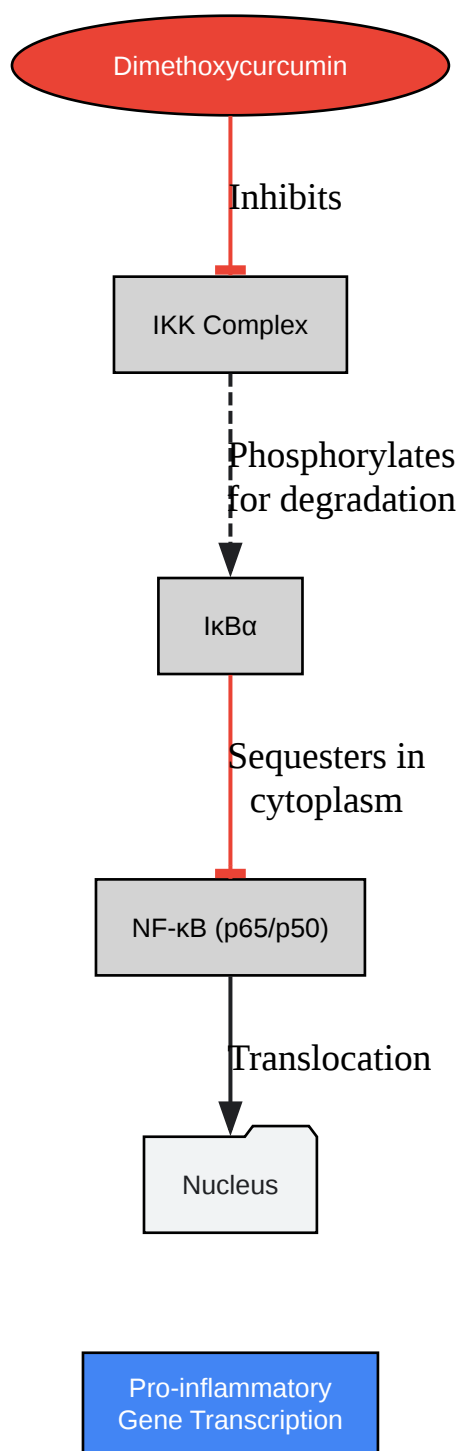 Dimethoxycurcumin
Inhibits
IKK Complex
Phosphorylates
for degradation
IκBα
Sequesters in
cytoplasm
NF-κB (p65/p50)
Translocation
Nucleus
Pro-inflammatory
Gene Transcription